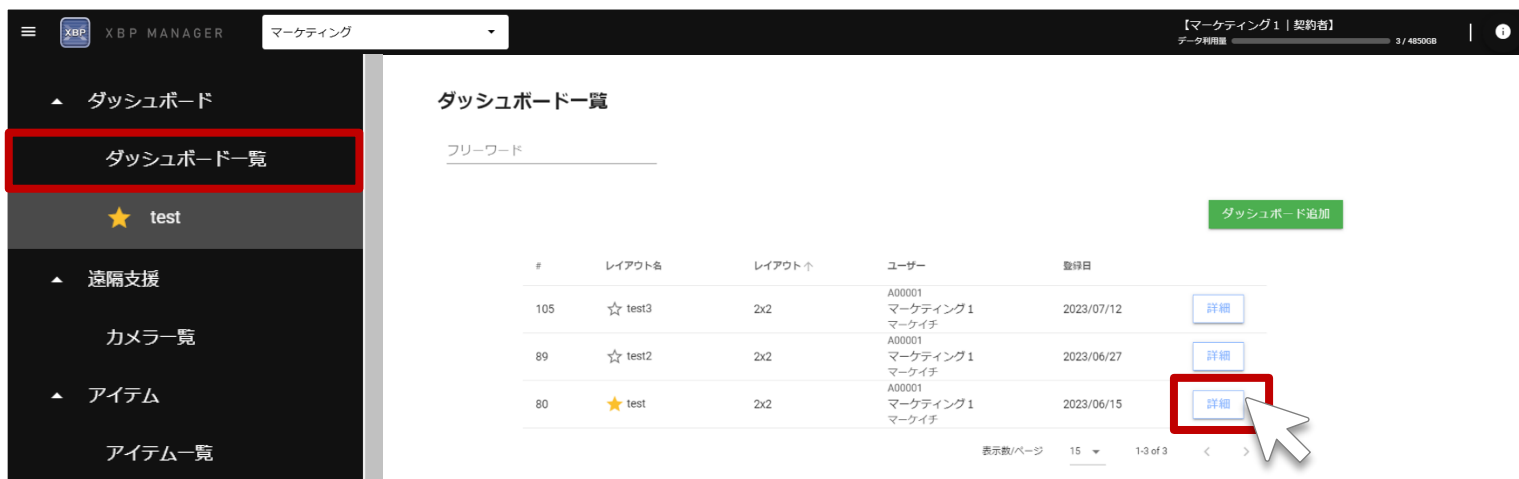 XBP XBP MANAGER マーケティング 【マーケティング1｜契約者】
データ利用量 3 / 4850GB
ダッシュボード
ダッシュボード一覧
test
遠隔支援
カメラ一覧
アイテム
アイテム一覧
ダッシュボード一覧
フリーワード
ダッシュボード追加
# レイアウト名 レイアウト↑ ユーザー 登録日
A00001
105 test3 2x2 マーケティング1 2023/07/12 詳細
マーケイチ
A00001
89 test2 2x2 マーケティング1 2023/06/27 詳細
マーケイチ
A00001
80 test 2x2 マーケティング1 2023/06/15 詳細
マーケイチ
表示数/ページ 15 1-3 of 3